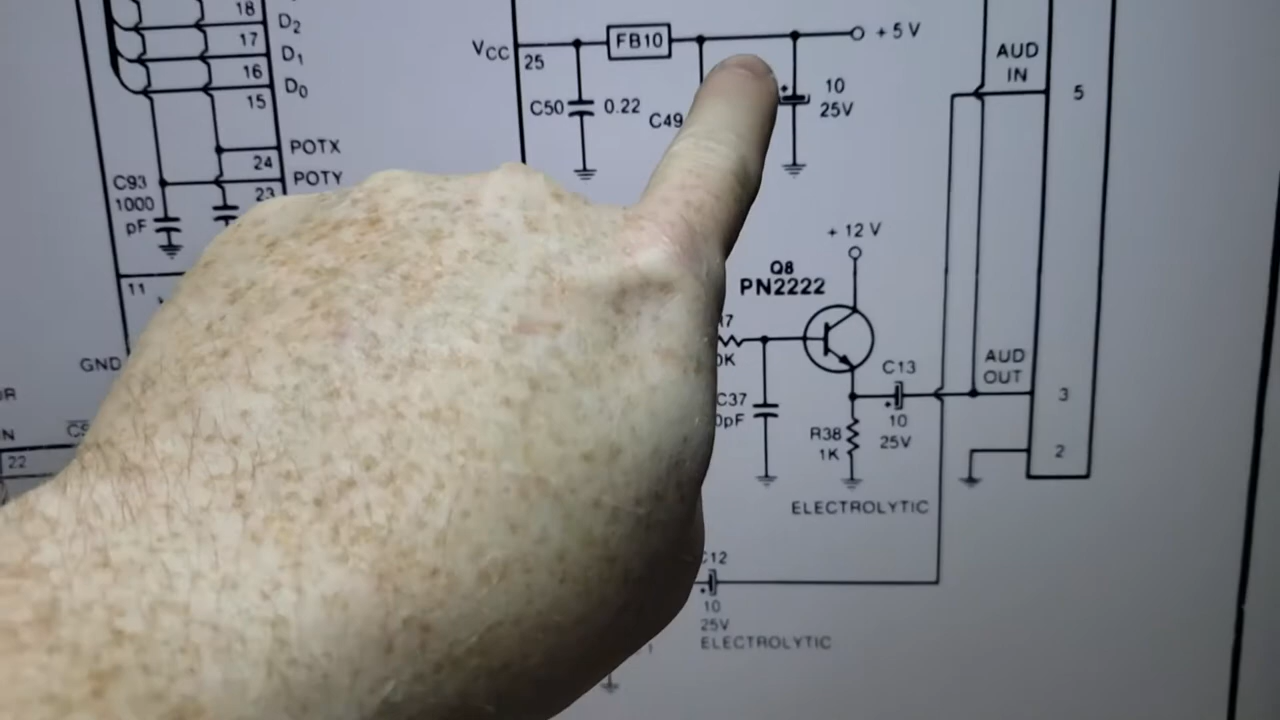 18
D2
17
D1
16
D0
15
VCC
25
FB10
+ 5 V
C50
0.22
C49
+
10
25V
AUD
IN
5
POTX
24
POTY
23
C93
1000
pF
11
GND
+ 12 V
Q8
PN2222
C37
C13
+
10
25V
R38
1K
AUD
OUT
3
2
ELECTROLYTIC
22
+
10
25V
ELECTROLYTIC